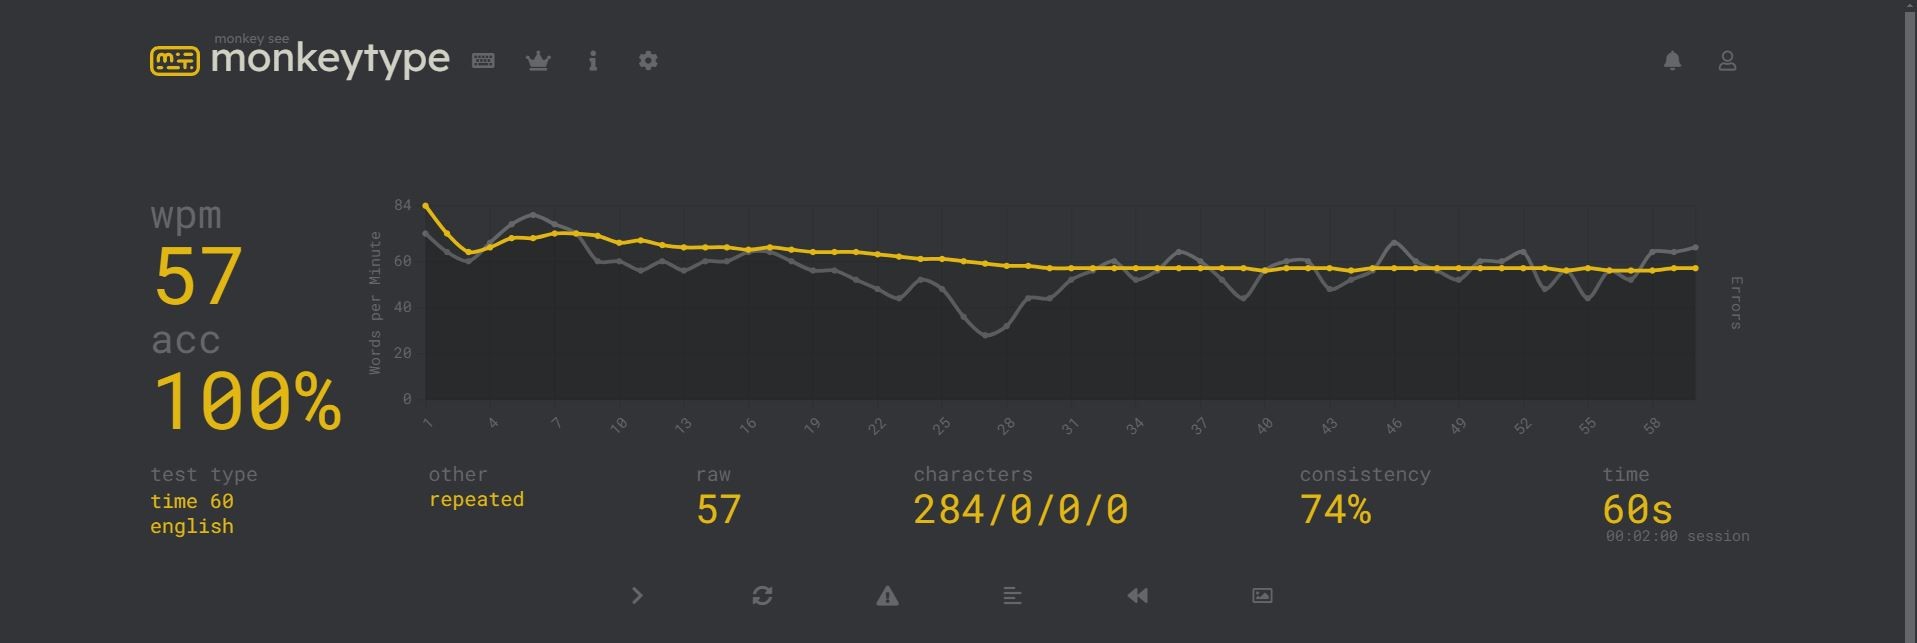 monkey see
monkeytype
wpm
57
acc
100%
Words per Minute
84
60
40
20
0
1 4 7 10 13 16 19 22 25 28 31 34 37 40 43 46 49 52 55 58
Errors
test type
time 60
english
other
repeated
raw
57
characters
284/0/0/0
consistency
74%
time
60s
00:02:00 session